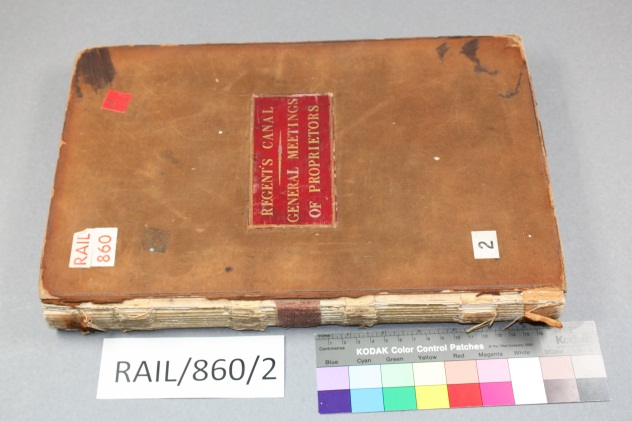 REGENT'S CANAL
GENERAL MEETINGS
OF PROPRIETORS
RAIL
860
2
RAIL/860/2
KODAK Color Control Patches
Blue Cyan Green Yellow Red Magenta White